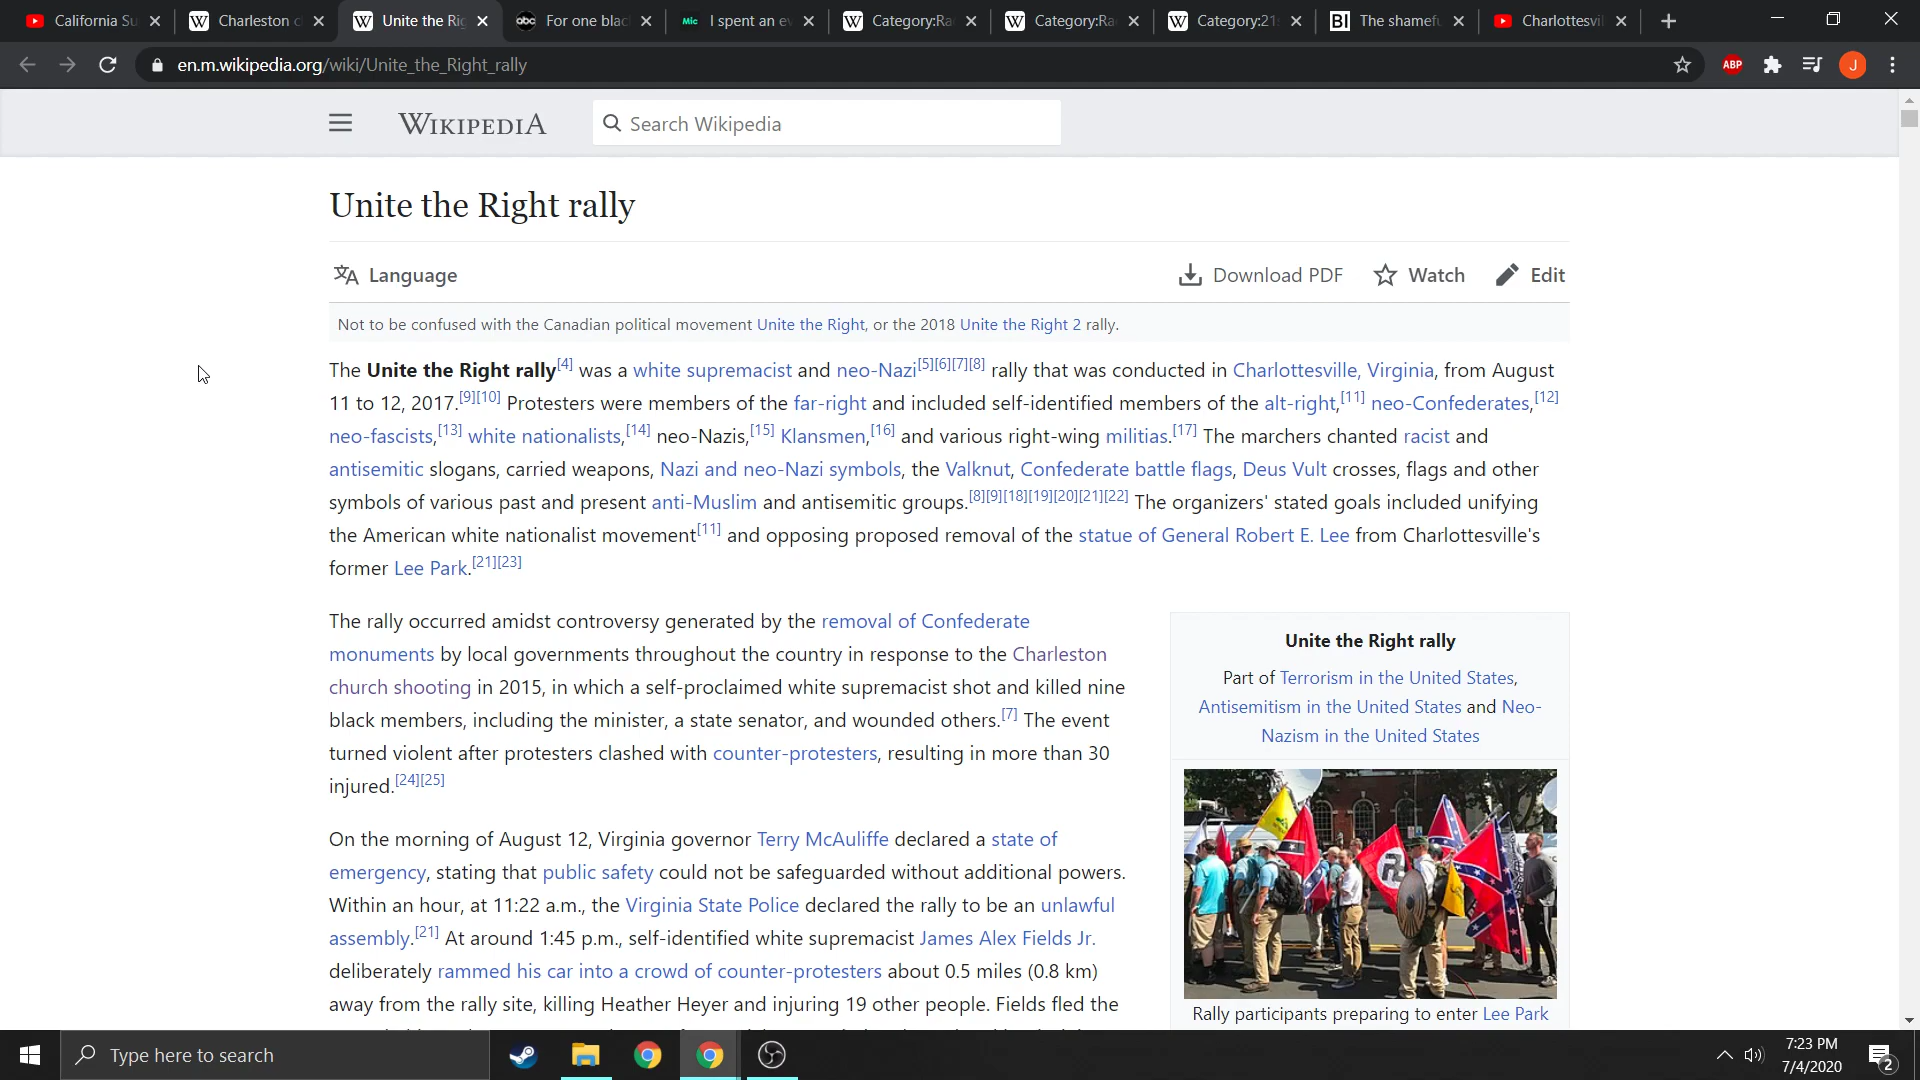 California Su
Charleston c
Unite the Rig
abc
For one blac
Mic
I spent an ev
Category:Ra
Category:Ra
Category:21
BI
The shamefu
Charlottesvil
en.m.wikipedia.org/wiki/Unite_the_Right_rally
ABP
J
WIKIPEDIA
Search Wikipedia
Unite the Right rally
Language
Download PDF
Watch
Edit
Not to be confused with the Canadian political movement Unite the Right, or the 2018 Unite the Right 2 rally.
The Unite the Right rally[4] was a white supremacist and neo-Nazi[5][6][7][8] rally that was conducted in Charlottesville, Virginia, from August
11 to 12, 2017.[9][10] Protesters were members of the far-right and included self-identified members of the alt-right,[11] neo-Confederates,[12]
neo-fascists,[13] white nationalists,[14] neo-Nazis,[15] Klansmen,[16] and various right-wing militias.[17] The marchers chanted racist and
antisemitic slogans, carried weapons, Nazi and neo-Nazi symbols, the Valknut, Confederate battle flags, Deus Vult crosses, flags and other
symbols of various past and present anti-Muslim and antisemitic groups.[8][9][18][19][20][21][22] The organizers' stated goals included unifying
the American white nationalist movement[11] and opposing proposed removal of the statue of General Robert E. Lee from Charlottesville's
former Lee Park.[21][23]
The rally occurred amidst controversy generated by the removal of Confederate
monuments by local governments throughout the country in response to the Charleston
church shooting in 2015, in which a self-proclaimed white supremacist shot and killed nine
black members, including the minister, a state senator, and wounded others.[7] The event
turned violent after protesters clashed with counter-protesters, resulting in more than 30
injured.[24][25]
On the morning of August 12, Virginia governor Terry McAuliffe declared a state of
emergency, stating that public safety could not be safeguarded without additional powers.
Within an hour, at 11:22 a.m., the Virginia State Police declared the rally to be an unlawful
assembly.[21] At around 1:45 p.m., self-identified white supremacist James Alex Fields Jr.
deliberately rammed his car into a crowd of counter-protesters about 0.5 miles (0.8 km)
away from the rally site, killing Heather Heyer and injuring 19 other people. Fields fled the
Unite the Right rally
Part of Terrorism in the United States,
Antisemitism in the United States and Neo-
Nazism in the United States
Rally participants preparing to enter Lee Park
Type here to search
7:23 PM
7/4/2020
2